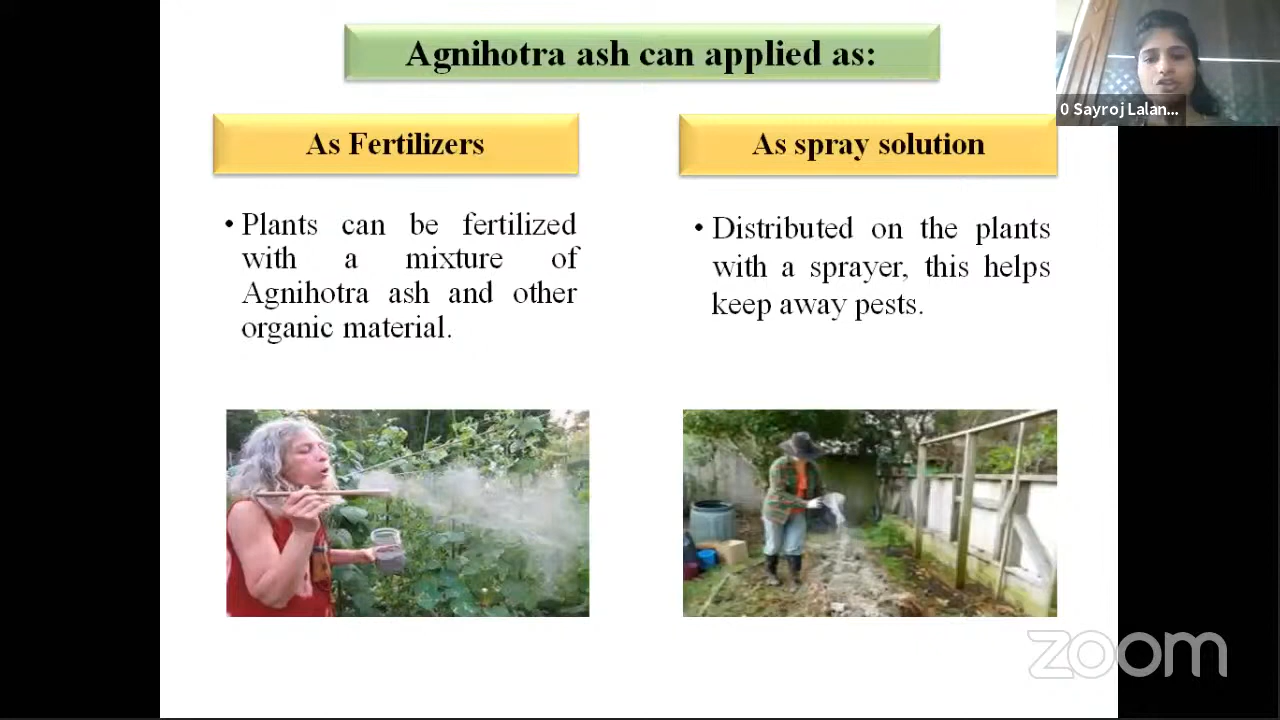 Agnihotra ash can applied as:
0 Sayroj Lalan...
As Fertilizers
As spray solution
• Plants can be fertilized
with a mixture of
Agnihotra ash and other
organic material.
• Distributed on the plants
with a sprayer, this helps
keep away pests.
zoom